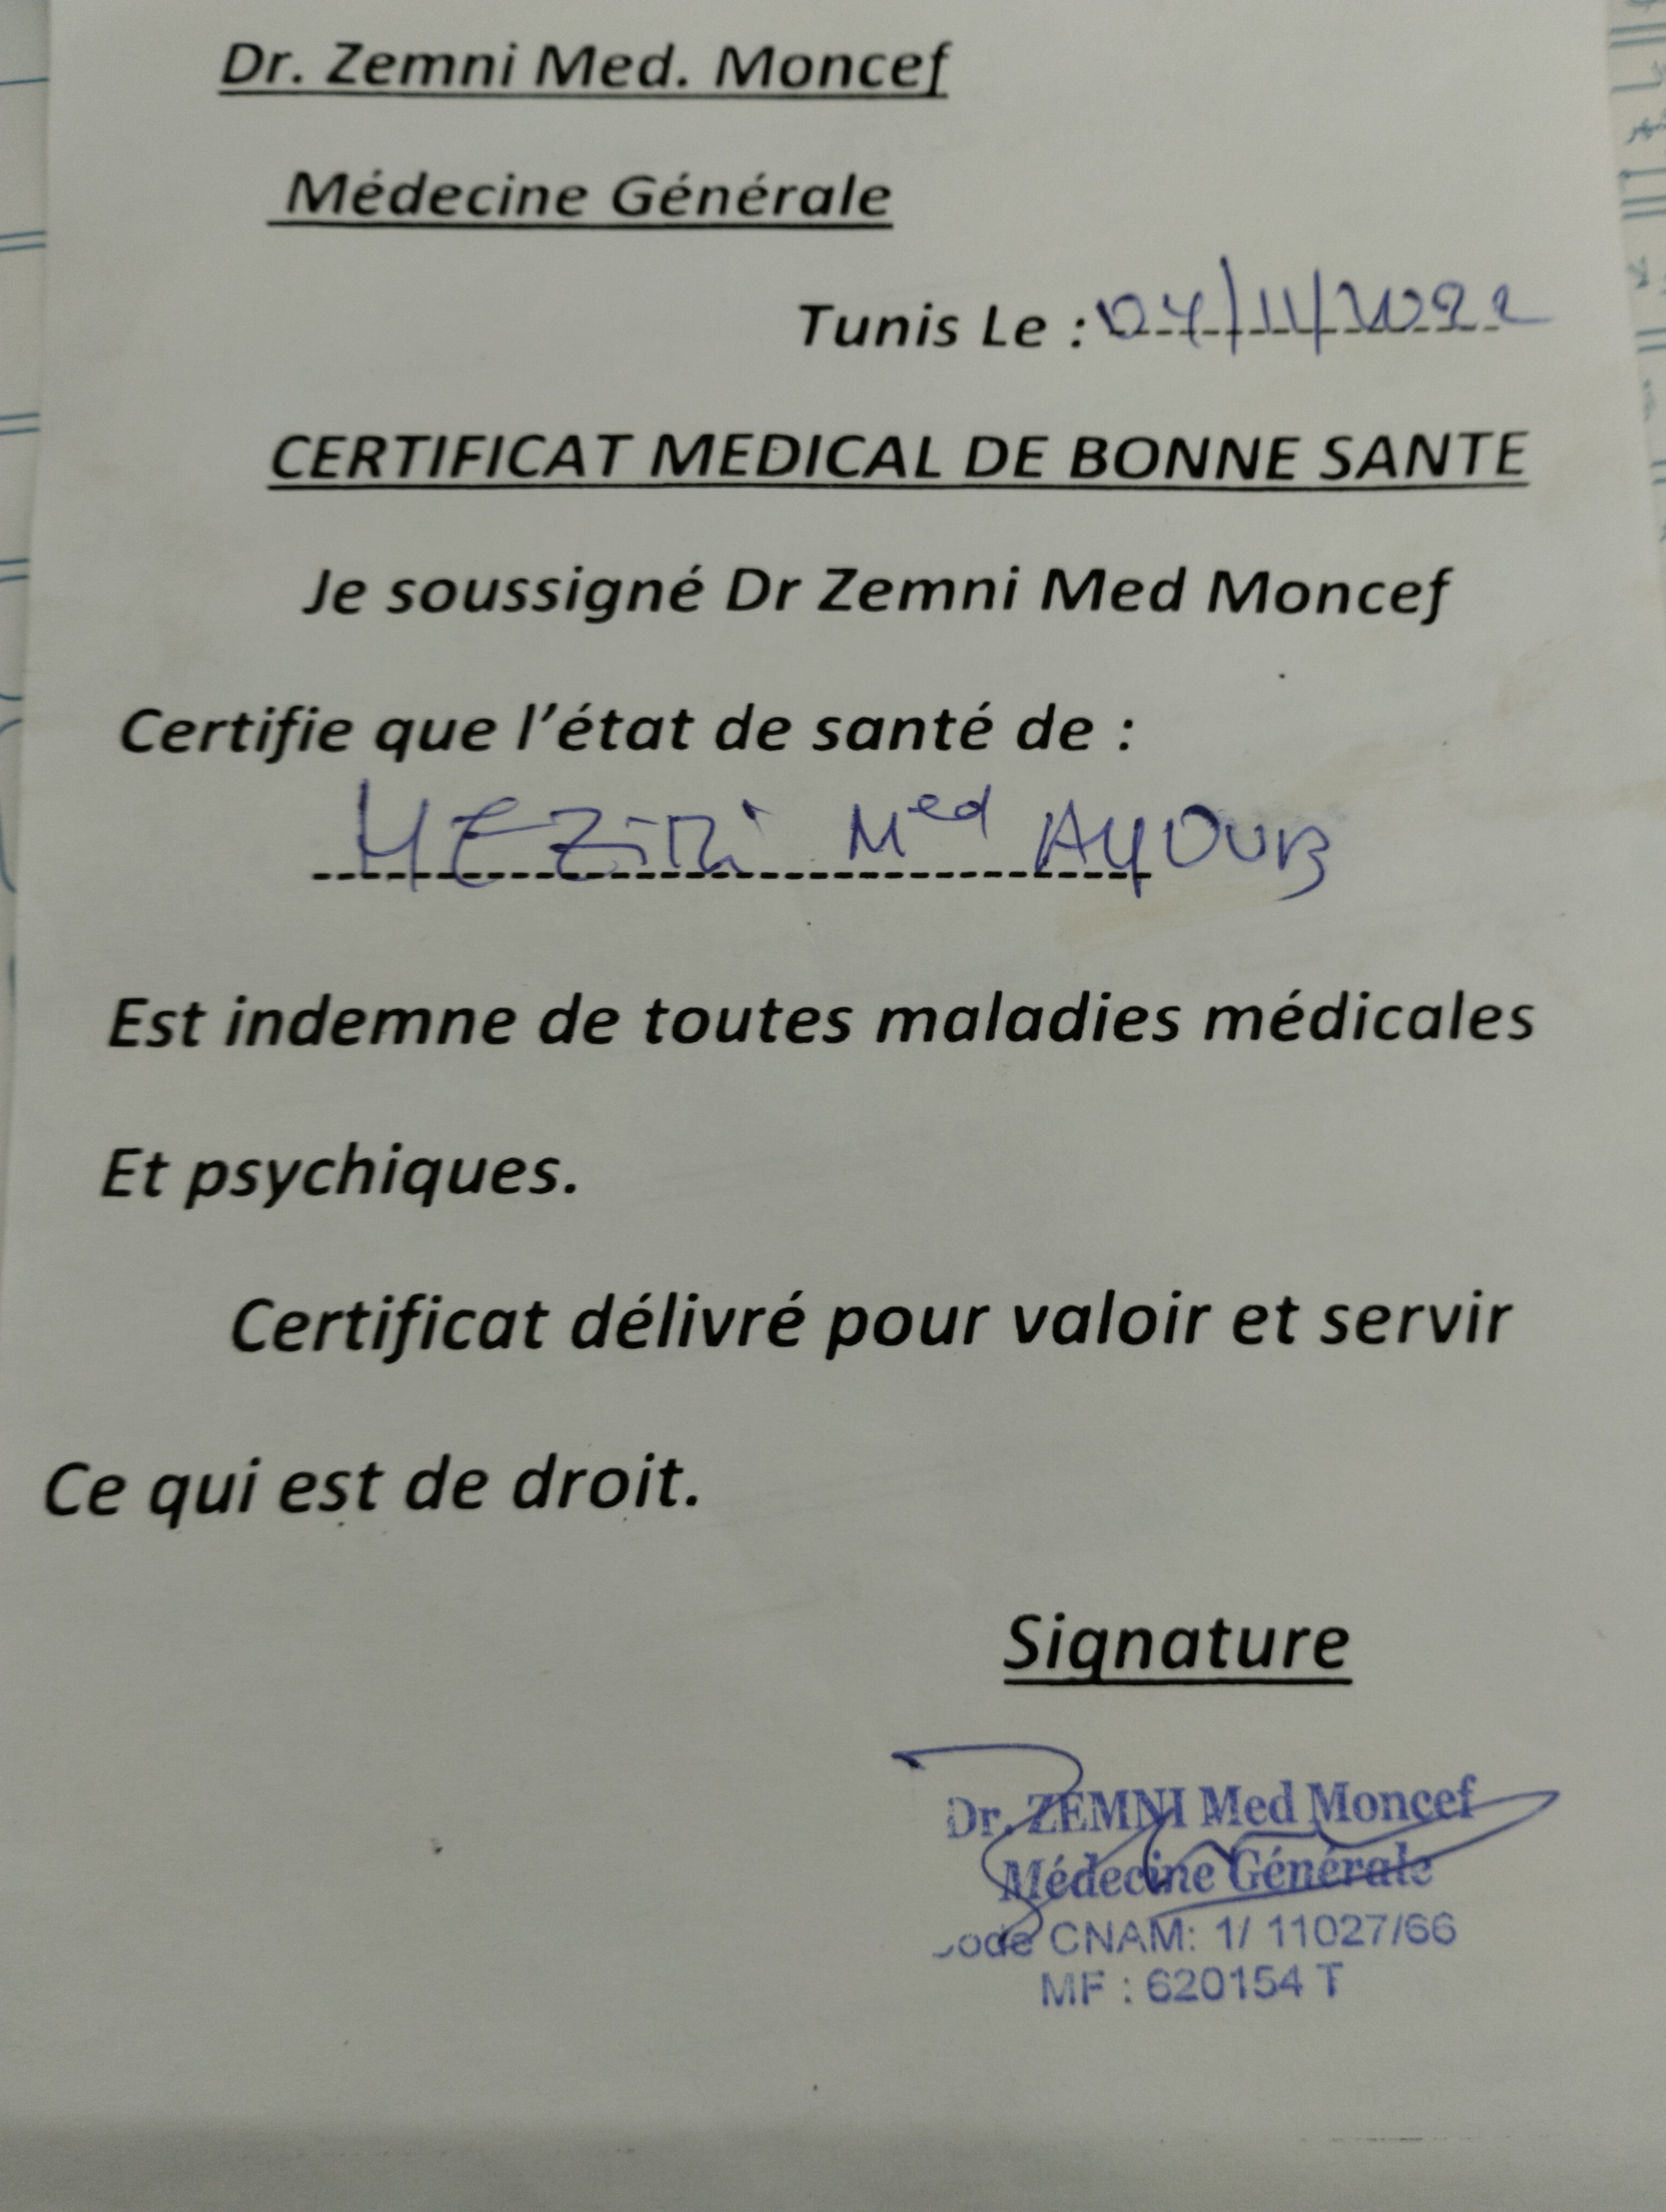 Dr. Zemni Med. Moncef
Médecine Générale
Tunis Le : 04/11/2022
CERTIFICAT MEDICAL DE BONNE SANTE
Je soussigné Dr Zemni Med Moncef
Certifie que l'état de santé de :
Med AYOUB
Est indemne de toutes maladies médicales
Et psychiques.
Certificat délivré pour valoir et servir
Ce qui est de droit.
Signature
Dr. ZEMNI Med Moncef
Médecine Générale
Code CNAM: 1/ 11027/66
MF : 620154 T